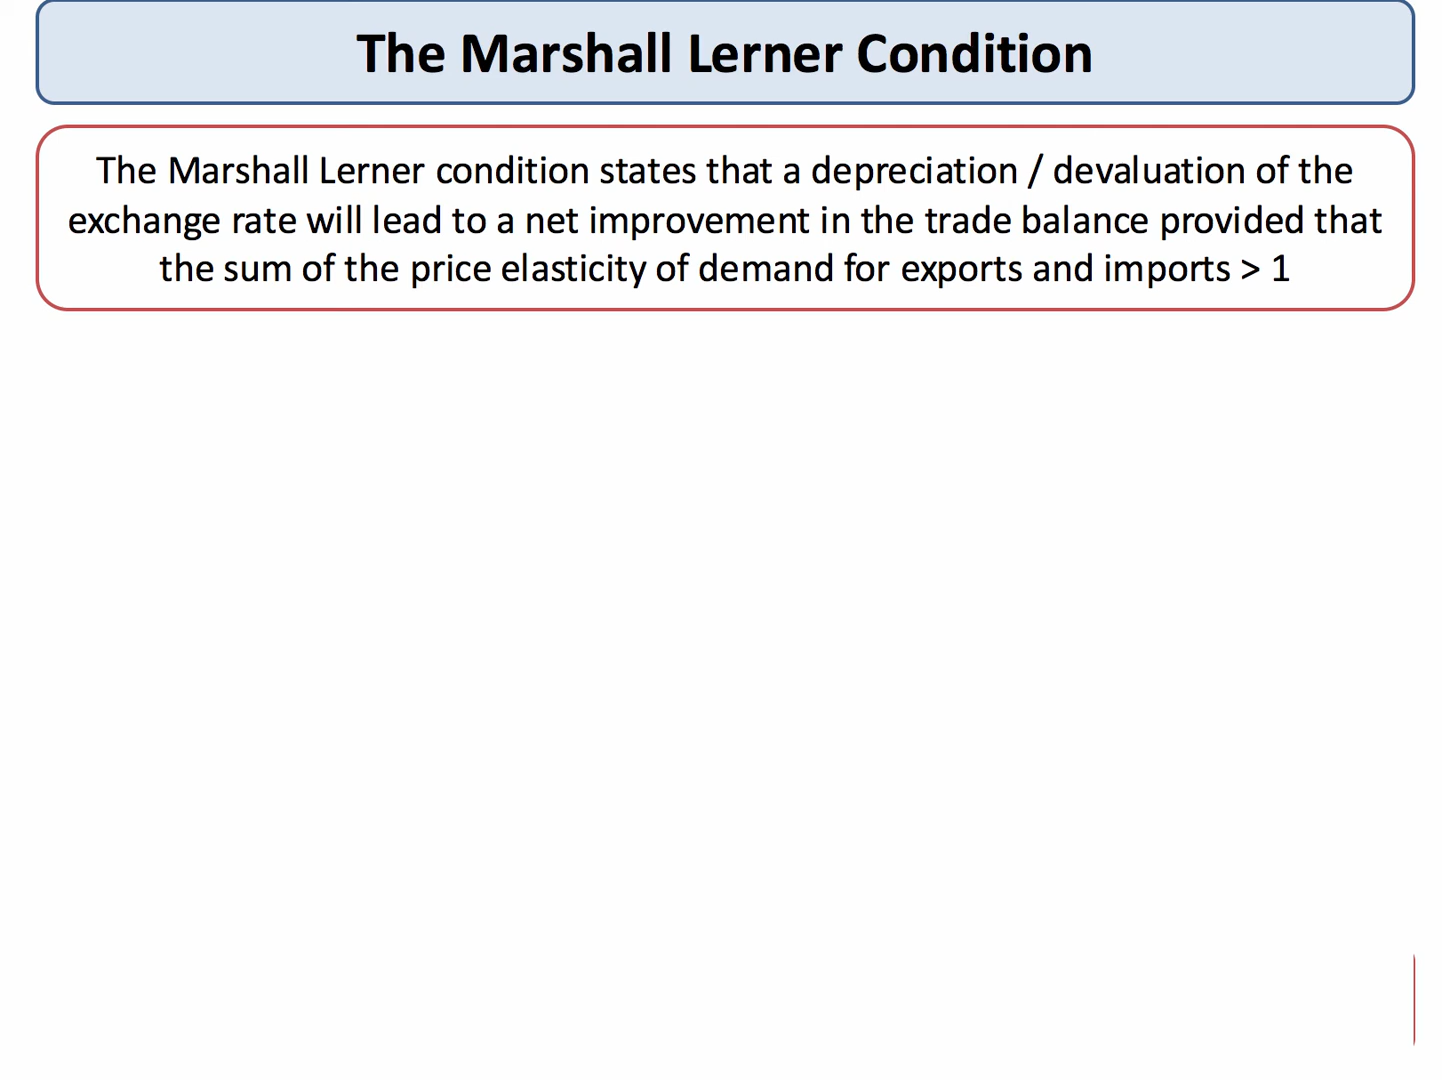 The Marshall Lerner Condition
The Marshall Lerner condition states that a depreciation / devaluation of the
exchange rate will lead to a net improvement in the trade balance provided that
the sum of the price elasticity of demand for exports and imports > 1